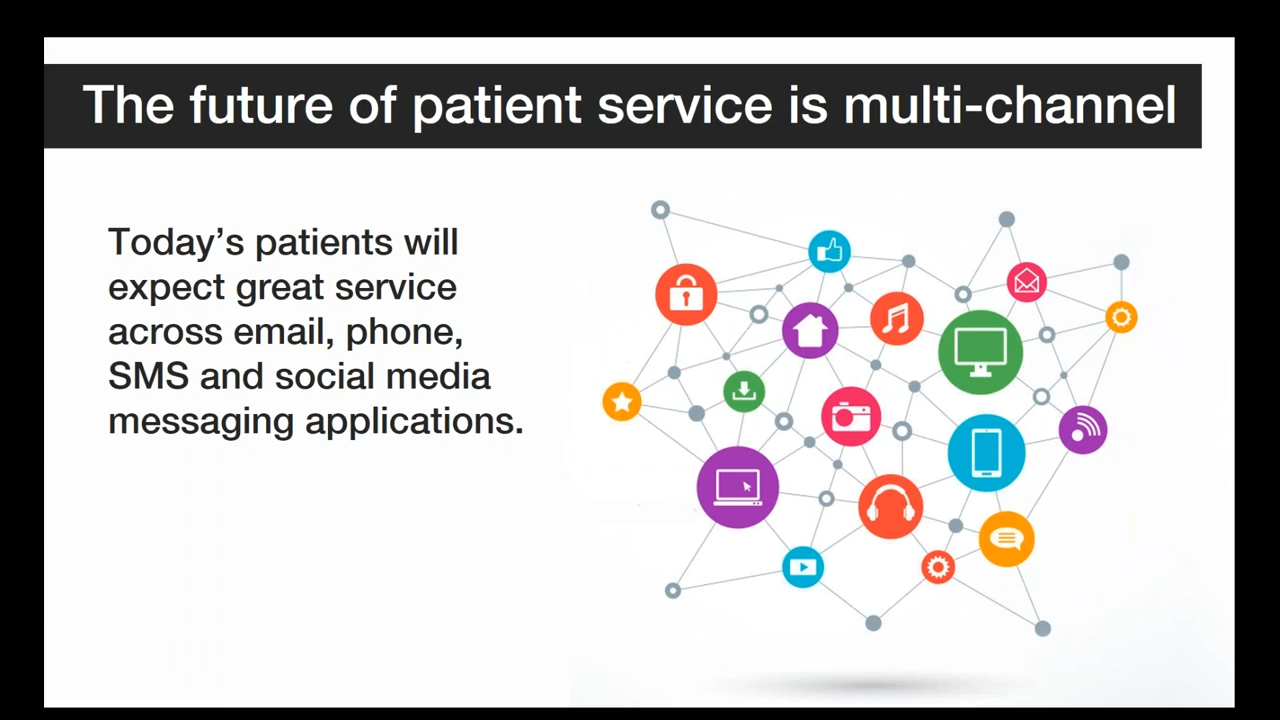 The future of patient service is multi-channel
Today’s patients will
expect great service
across email, phone,
SMS and social media
messaging applications.